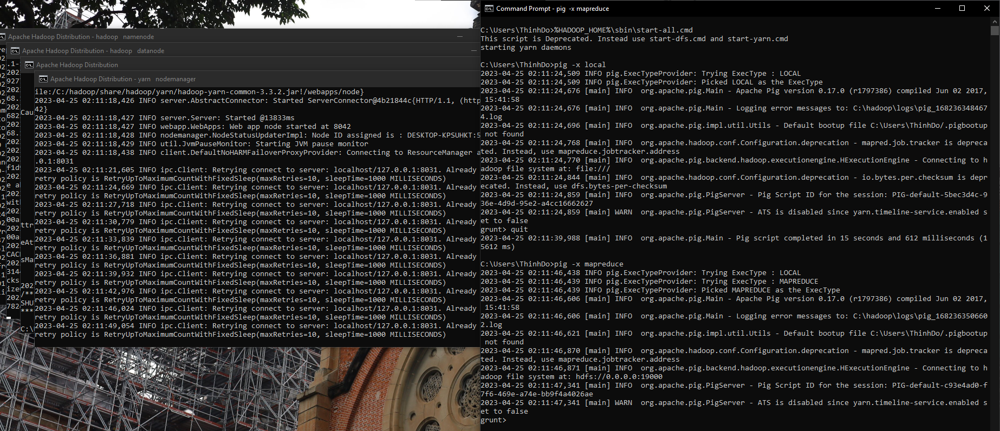 Apache Hadoop Distribution - hadoop   namenode
Apache Hadoop Distribution - hadoop   datanode
Apache Hadoop Distribution
Apache Hadoop Distribution - yarn   nodemanager
ile:/C:/hadoop/share/hadoop/yarn/hadoop-yarn-common-3.3.2.jar!/webapps/node}
2023-04-25 02:11:18,426 INFO server.AbstractConnector: Started ServerConnector@4b21844c{HTTP/1.1, (http
42}
2023-04-25 02:11:18,427 INFO server.Server: Started @13833ms
2023-04-25 02:11:18,427 INFO webapp.WebApps: Web app node started at 8042
2023-04-25 02:11:18,428 INFO nodemanager.NodeStatusUpdaterImpl: Node ID assigned is : DESKTOP-KPSUHKT:5
2023-04-25 02:11:18,429 INFO util.JvmPauseMonitor: Starting JVM pause monitor
2023-04-25 02:11:18,438 INFO client.DefaultNoHARMFailoverProxyProvider: Connecting to ResourceManager a
.0.1:8031
2023-04-25 02:11:21,605 INFO ipc.Client: Retrying connect to server: localhost/127.0.0.1:8031. Already
retry policy is RetryUpToMaximumCountWithFixedSleep(maxRetries=10, sleepTime=1000 MILLISECONDS)
2023-04-25 02:11:24,669 INFO ipc.Client: Retrying connect to server: localhost/127.0.0.1:8031. Already
retry policy is RetryUpToMaximumCountWithFixedSleep(maxRetries=10, sleepTime=1000 MILLISECONDS)
2023-04-25 02:11:27,718 INFO ipc.Client: Retrying connect to server: localhost/127.0.0.1:8031. Already
retry policy is RetryUpToMaximumCountWithFixedSleep(maxRetries=10, sleepTime=1000 MILLISECONDS)
2023-04-25 02:11:30,779 INFO ipc.Client: Retrying connect to server: localhost/127.0.0.1:8031. Already
retry policy is RetryUpToMaximumCountWithFixedSleep(maxRetries=10, sleepTime=1000 MILLISECONDS)
2023-04-25 02:11:33,839 INFO ipc.Client: Retrying connect to server: localhost/127.0.0.1:8031. Already
retry policy is RetryUpToMaximumCountWithFixedSleep(maxRetries=10, sleepTime=1000 MILLISECONDS)
2023-04-25 02:11:36,881 INFO ipc.Client: Retrying connect to server: localhost/127.0.0.1:8031. Already
retry policy is RetryUpToMaximumCountWithFixedSleep(maxRetries=10, sleepTime=1000 MILLISECONDS)
2023-04-25 02:11:39,932 INFO ipc.Client: Retrying connect to server: localhost/127.0.0.1:8031. Already
retry policy is RetryUpToMaximumCountWithFixedSleep(maxRetries=10, sleepTime=1000 MILLISECONDS)
2023-04-25 02:11:42,976 INFO ipc.Client: Retrying connect to server: localhost/127.0.0.1:8031. Already
retry policy is RetryUpToMaximumCountWithFixedSleep(maxRetries=10, sleepTime=1000 MILLISECONDS)
2023-04-25 02:11:46,024 INFO ipc.Client: Retrying connect to server: localhost/127.0.0.1:8031. Already
retry policy is RetryUpToMaximumCountWithFixedSleep(maxRetries=10, sleepTime=1000 MILLISECONDS)
2023-04-25 02:11:49,054 INFO ipc.Client: Retrying connect to server: localhost/127.0.0.1:8031. Already
retry policy is RetryUpToMaximumCountWithFixedSleep(maxRetries=10, sleepTime=1000 MILLISECONDS)
Command Prompt - pig  -x mapreduce
C:\Users\ThinhDo>%HADOOP_HOME%\sbin\start-all.cmd
This script is Deprecated. Instead use start-dfs.cmd and start-yarn.cmd
starting yarn daemons
C:\Users\ThinhDo>pig -x local
2023-04-25 02:11:24,509 INFO pig.ExecTypeProvider: Trying ExecType : LOCAL
2023-04-25 02:11:24,509 INFO pig.ExecTypeProvider: Picked LOCAL as the ExecType
2023-04-25 02:11:24,676 [main] INFO  org.apache.pig.Main - Apache Pig version 0.17.0 (r1797386) compiled Jun 02 2017,
 15:41:58
2023-04-25 02:11:24,676 [main] INFO  org.apache.pig.Main - Logging error messages to: C:\hadoop\logs\pig_168236348467
4.log
2023-04-25 02:11:24,696 [main] INFO  org.apache.pig.impl.util.Utils - Default bootup file C:\Users\ThinhDo/.pigbootup
 not found
2023-04-25 02:11:24,768 [main] INFO  org.apache.hadoop.conf.Configuration.deprecation - mapred.job.tracker is depreca
ted. Instead, use mapreduce.jobtracker.address
2023-04-25 02:11:24,770 [main] INFO  org.apache.pig.backend.hadoop.executionengine.HExecutionEngine - Connecting to h
adoop file system at: file:///
2023-04-25 02:11:24,844 [main] INFO  org.apache.hadoop.conf.Configuration.deprecation - io.bytes.per.checksum is depr
ecated. Instead, use dfs.bytes-per-checksum
2023-04-25 02:11:24,859 [main] INFO  org.apache.pig.PigServer - Pig Script ID for the session: PIG-default-5bec3d4c-9
36e-4d9d-95e2-a4cc16662627
2023-04-25 02:11:24,859 [main] WARN  org.apache.pig.PigServer - ATS is disabled since yarn.timeline-service.enabled s
et to false
grunt> quit
2023-04-25 02:11:39,988 [main] INFO  org.apache.pig.Main - Pig script completed in 15 seconds and 612 milliseconds (1
5612 ms)
C:\Users\ThinhDo>pig -x mapreduce
2023-04-25 02:11:46,438 INFO pig.ExecTypeProvider: Trying ExecType : LOCAL
2023-04-25 02:11:46,439 INFO pig.ExecTypeProvider: Trying ExecType : MAPREDUCE
2023-04-25 02:11:46,439 INFO pig.ExecTypeProvider: Picked MAPREDUCE as the ExecType
2023-04-25 02:11:46,606 [main] INFO  org.apache.pig.Main - Apache Pig version 0.17.0 (r1797386) compiled Jun 02 2017,
 15:41:58
2023-04-25 02:11:46,606 [main] INFO  org.apache.pig.Main - Logging error messages to: C:\hadoop\logs\pig_168236350660
2.log
2023-04-25 02:11:46,621 [main] INFO  org.apache.pig.impl.util.Utils - Default bootup file C:\Users\ThinhDo/.pigbootup
 not found
2023-04-25 02:11:46,870 [main] INFO  org.apache.hadoop.conf.Configuration.deprecation - mapred.job.tracker is depreca
ted. Instead, use mapreduce.jobtracker.address
2023-04-25 02:11:46,871 [main] INFO  org.apache.pig.backend.hadoop.executionengine.HExecutionEngine - Connecting to h
adoop file system at: hdfs://0.0.0.0:19000
2023-04-25 02:11:47,341 [main] INFO  org.apache.pig.PigServer - Pig Script ID for the session: PIG-default-c93e4ad0-f
7f6-469e-a74e-bb9f4a4026ae
2023-04-25 02:11:47,341 [main] WARN  org.apache.pig.PigServer - ATS is disabled since yarn.timeline-service.enabled s
et to false
grunt>